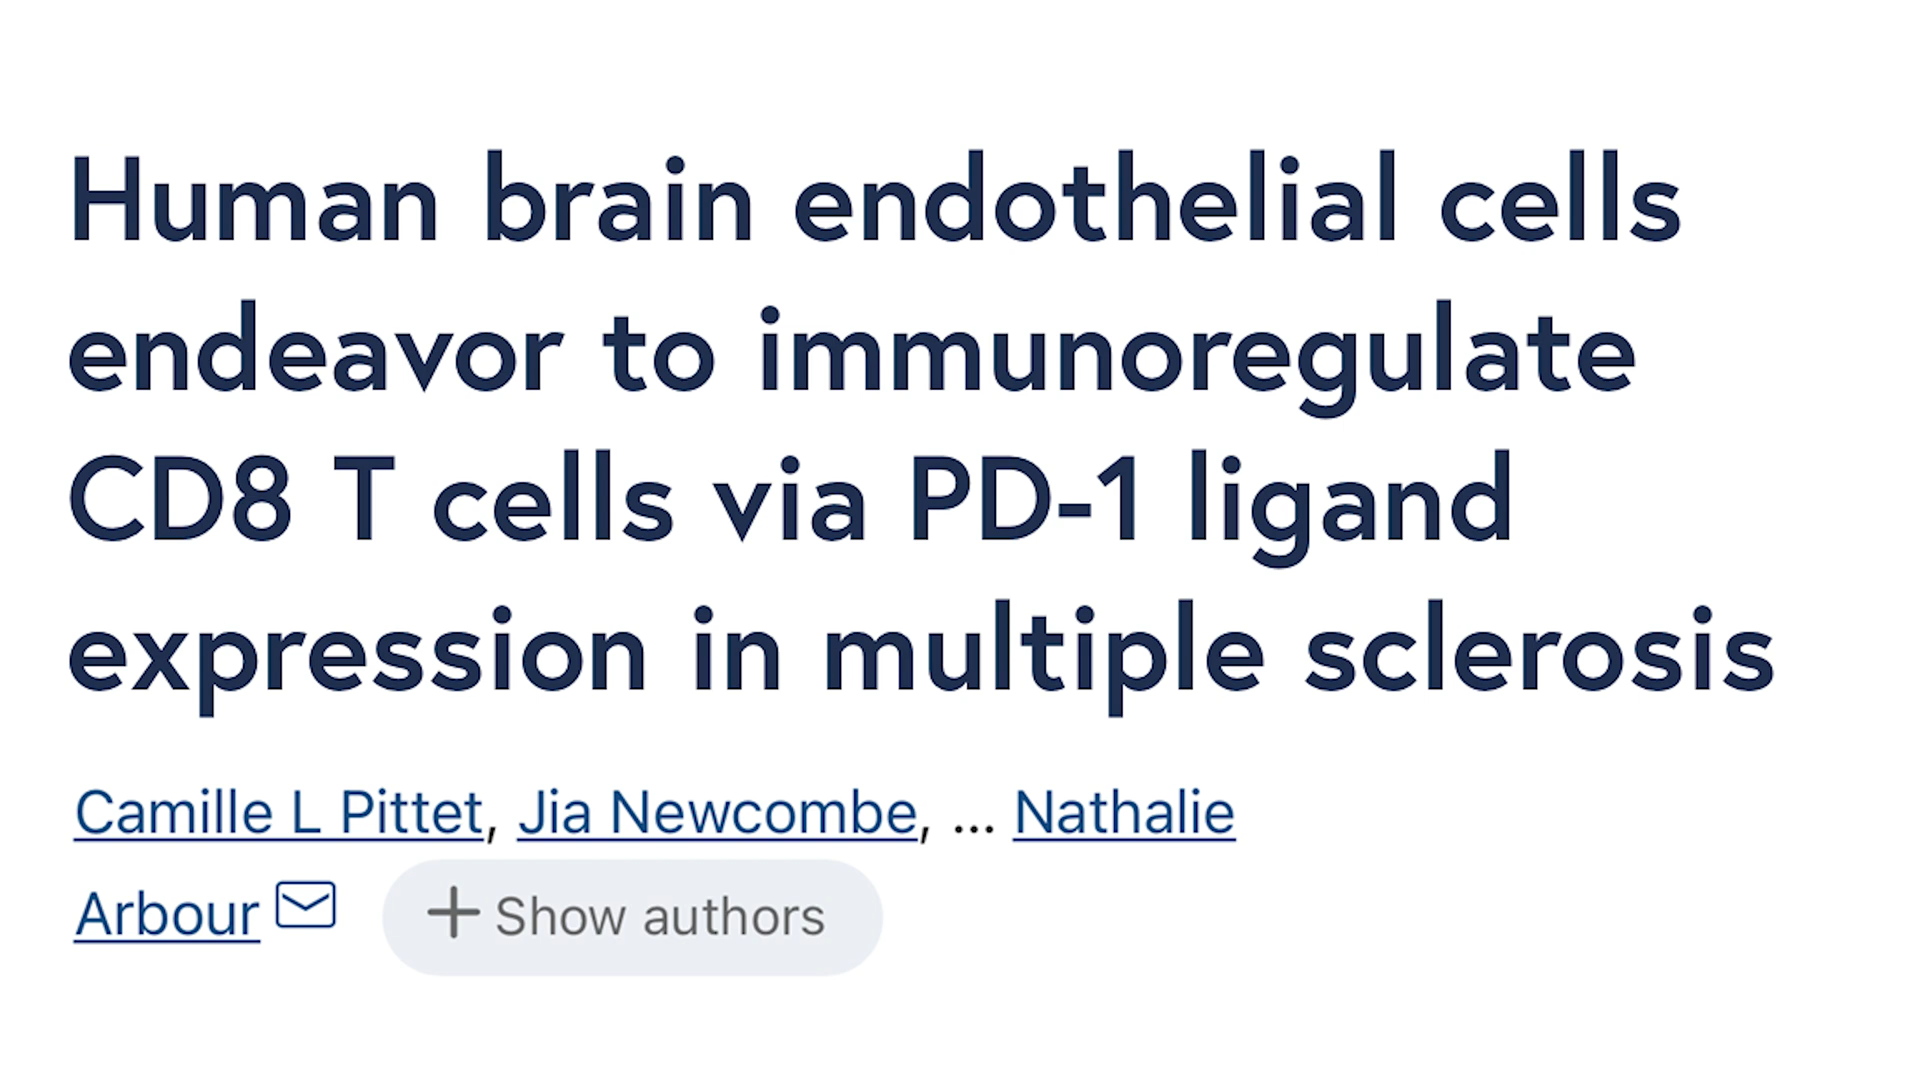 Human brain endothelial cells
endeavor to immunoregulate
CD8 T cells via PD-1 ligand
expression in multiple sclerosis
Camille L Pittet, Jia Newcombe, ... Nathalie
Arbour + Show authors